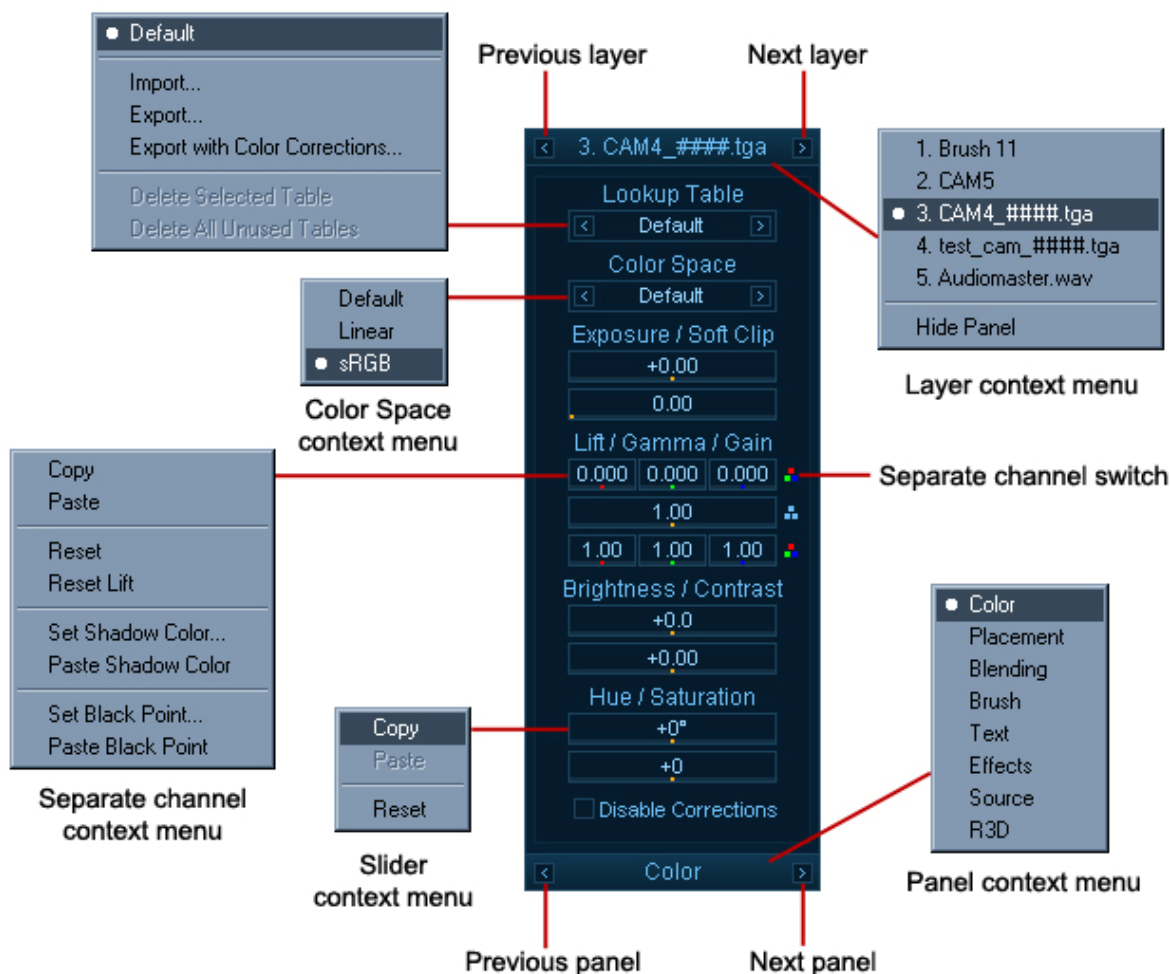 Default
Import...
Export...
Export with Color Corrections...
Delete Selected Table
Delete All Unused Tables
Previous layer
Next layer
3. CAM4_####.tga
Lookup Table
Default
Color Space
Default
Exposure / Soft Clip
+0.00
0.00
Lift / Gamma / Gain
0.000 0.000 0.000
1.00
1.00 1.00 1.00
Brightness / Contrast
+0.0
+0.00
Hue / Saturation
+0°
+0
Disable Corrections
Color
1. Brush 11
2. CAM5
3. CAM4_####.tga
4. test_cam_####.tga
5. Audiomaster.wav
Hide Panel
Layer context menu
Default
Linear
sRGB
Color Space
context menu
Separate channel switch
Copy
Paste
Reset
Reset Lift
Set Shadow Color...
Paste Shadow Color
Set Black Point...
Paste Black Point
Separate channel
context menu
Copy
Paste
Reset
Slider
context menu
Color
Placement
Blending
Brush
Text
Effects
Source
R3D
Panel context menu
Previous panel
Next panel